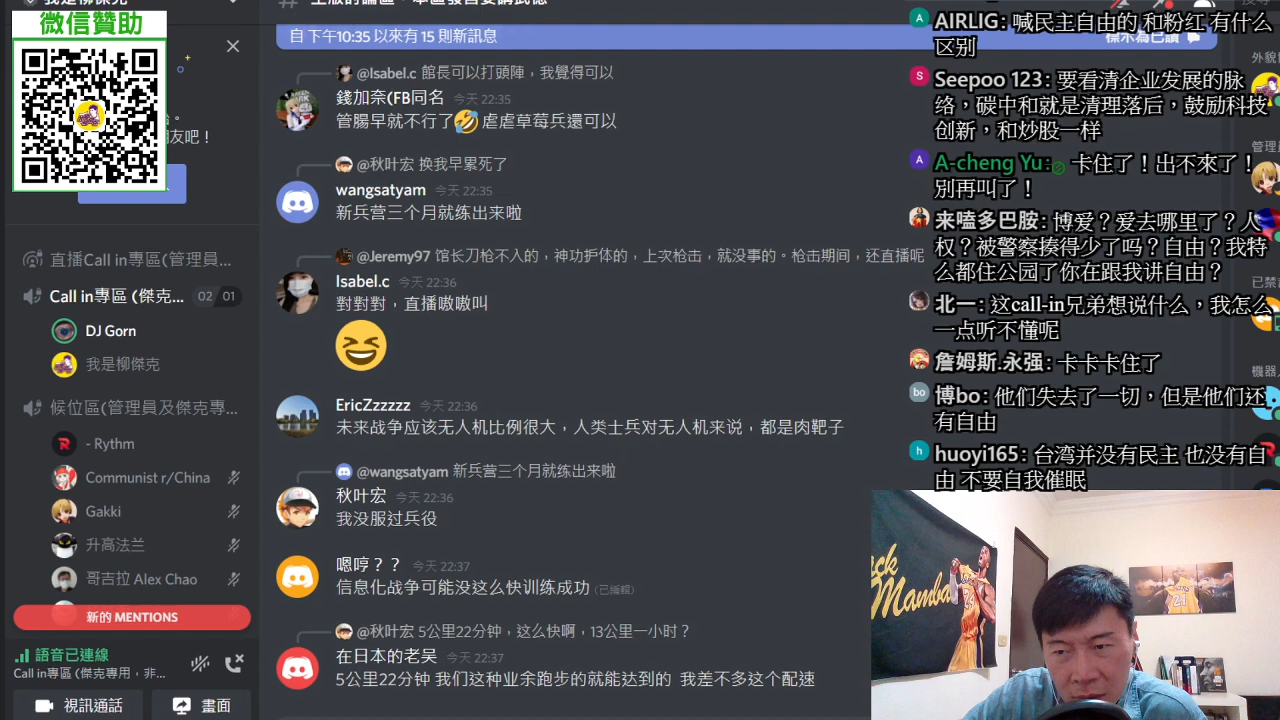 微信贊助
。
友吧！
直播Call in專區(管理員...
Call in專區 (傑克... 02 01
DJ Gorn
我是柳傑克
候位區(管理員及傑克專...
- Rythm
Communist r/China
Gakki
升高法兰
哥吉拉 Alex Chao
新的 MENTIONS
語音已連線
Call in專區 (傑克專用，非...
視訊通話
畫面
自 下午10:35 以來有 15 則新訊息
標示為已讀
@Isabel.c 館長可以打頭陣，我覺得可以
錢加奈(FB同名 今天 22:35
管腸早就不行了🤣 虐虐草莓兵還可以
@秋叶宏 换我早累死了
wangsatyam 今天 22:35
新兵营三个月就练出来啦
@Jeremy97 馆长刀枪不入的，神功护体的，上次枪击，就没事的。枪击期间，还直播呢
Isabel.c 今天 22:36
對對對，直播嗷嗷叫
EricZzzzzz 今天 22:36
未来战争应该无人机比例很大，人类士兵对无人机来说，都是肉靶子
@wangsatyam 新兵营三个月就练出来啦
秋叶宏 今天 22:36
我没服过兵役
嗯哼？？ 今天 22:37
信息化战争可能没这么快训练成功 (已編輯)
@秋叶宏 5公里22分钟，这么快啊，13公里一小时？
在日本的老吴 今天 22:37
5公里22分钟 我们这种业余跑步的就能达到的 我差不多这个配速
AIRLIG: 喊民主自由的 和粉红 有什么
区别
Seepoo 123: 要看清企业发展的脉
络，碳中和就是清理落后，鼓励科技
创新，和炒股一样
A-cheng Yu: 卡住了！出不來了！
别再叫了！
来嗑多巴胺: 博爱？爱去哪里了？人
权？被警察揍得少了吗？自由？我特
么都住公园了你在跟我讲自由？
北一: 这call-in兄弟想说什么，我怎么
一点听不懂呢
詹姆斯.永强: 卡卡卡住了
博bo: 他们失去了一切，但是他们还
有自由
huoyi165: 台湾并没有民主 也没有自
由 不要自我催眠
外貌
管理員
已禁
機器人
Mamba
24